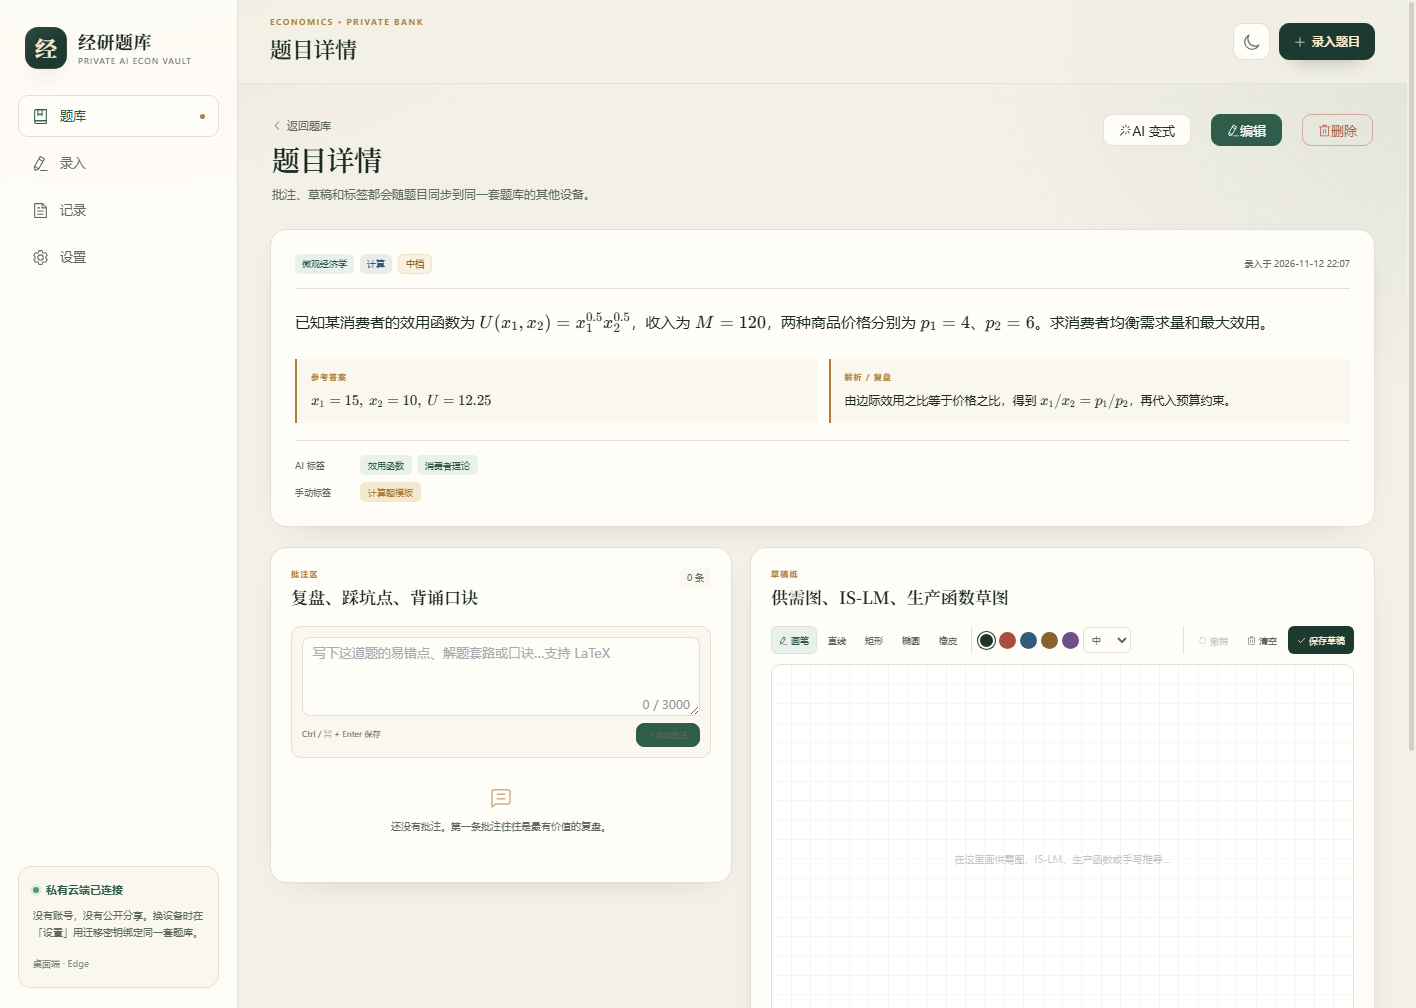 经
经研题库
PRIVATE AI ECON VAULT
题库
录入
记录
设置
私有云端已连接
没有账号，没有公开分享。换设备时在
「设置」用迁移密钥绑定同一套题库。
桌面端 · Edge
ECONOMICS • PRIVATE BANK
题目详情
录入题目
返回题库
题目详情
批注、草稿和标签都会随题目同步到同一套题库的其他设备。
AI 变式
编辑
删除
微观经济学 计算 中档
录入于 2026-11-12 22:07
已知某消费者的效用函数为 U(x₁, x₂) = x₁^0.5 x₂^0.5，收入为 M = 120，两种商品价格分别为 p₁ = 4、p₂ = 6。求消费者均衡需求量和最大效用。
参考答案
x₁ = 15, x₂ = 10, U = 12.25
解析 / 复盘
由边际效用之比等于价格之比，得到 x₁/x₂ = p₁/p₂，再代入预算约束。
AI 标签 效用函数 消费者理论
手动标签 计算题模板
批注区
0 条
复盘、踩坑点、背诵口诀
写下这道题的易错点、解题套路或口诀...支持 LaTeX
0 / 3000
Ctrl / ⌘ + Enter 保存
+ 添加批注
还没有批注。第一条批注往往是最有价值的复盘。
草稿纸
供需图、IS-LM、生产函数草图
画笔 直线 矩形 椭圆 橡皮 中 撤销 清空 保存草稿
在这里画供需图、IS-LM、生产函数或手写推导...